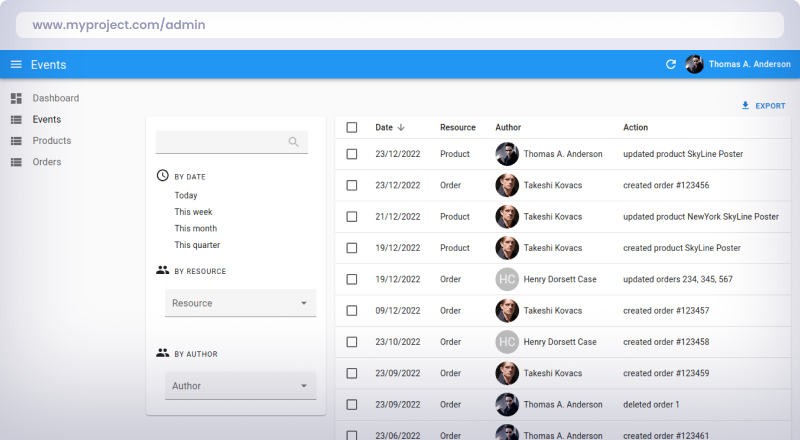 www.myproject.com/admin
Events
Thomas A. Anderson
Dashboard
Events
Products
Orders
EXPORT
BY DATE
Today
This week
This month
This quarter
BY RESOURCE
Resource
BY AUTHOR
Author
Date Resource Author Action
23/12/2022 Product Thomas A. Anderson updated product SkyLine Poster
23/12/2022 Order Takeshi Kovacs created order #123456
21/12/2022 Product Takeshi Kovacs updated product NewYork SkyLine Poster
19/12/2022 Product Takeshi Kovacs created product SkyLine Poster
19/12/2022 Order HC Henry Dorsett Case updated orders 234, 345, 567
09/12/2022 Order Takeshi Kovacs created order #123457
23/10/2022 Order HC Henry Dorsett Case created order #123458
23/09/2022 Order Takeshi Kovacs created order #123459
23/09/2022 Order Thomas A. Anderson deleted order 1
23/06/2022 Order Takeshi Kovacs created order #123461